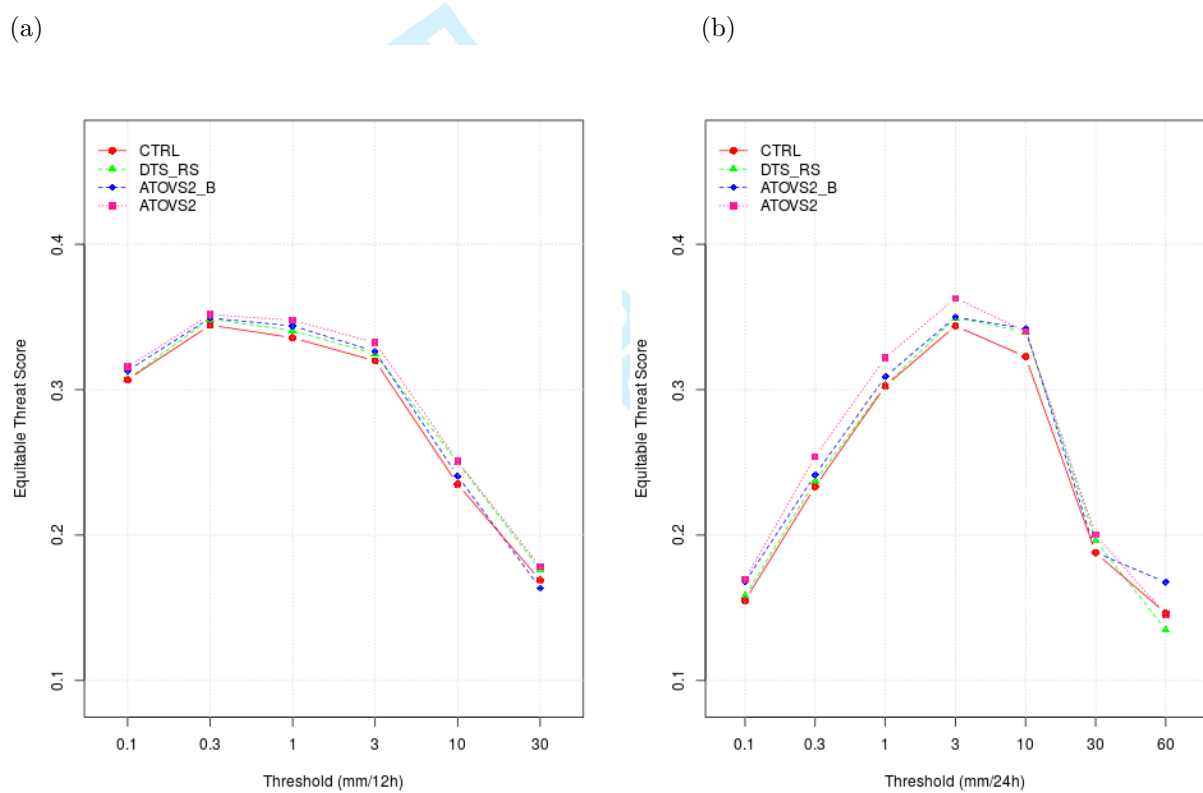 (a)
(b)
CTRL
DTS_RS
ATOVS2_B
ATOVS2
0.4
0.3
0.2
0.1
Equitable Threat Score
0.1 0.3 1 3 10 30
Threshold (mm/12h)
CTRL
DTS_RS
ATOVS2_B
ATOVS2
0.4
0.3
0.2
0.1
Equitable Threat Score
0.1 0.3 1 3 10 30 60
Threshold (mm/24h)